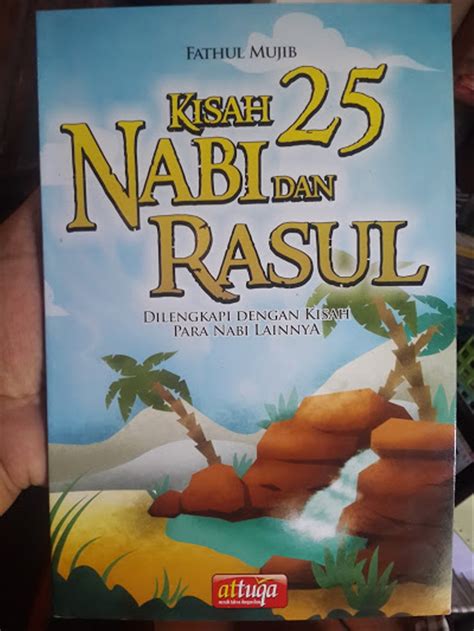 FATHUL MUJIB
KISAH 25
NABI DAN
RASUL
DILENGKAPI DENGAN KISAH
PARA NABI LAINNYA
attuqa